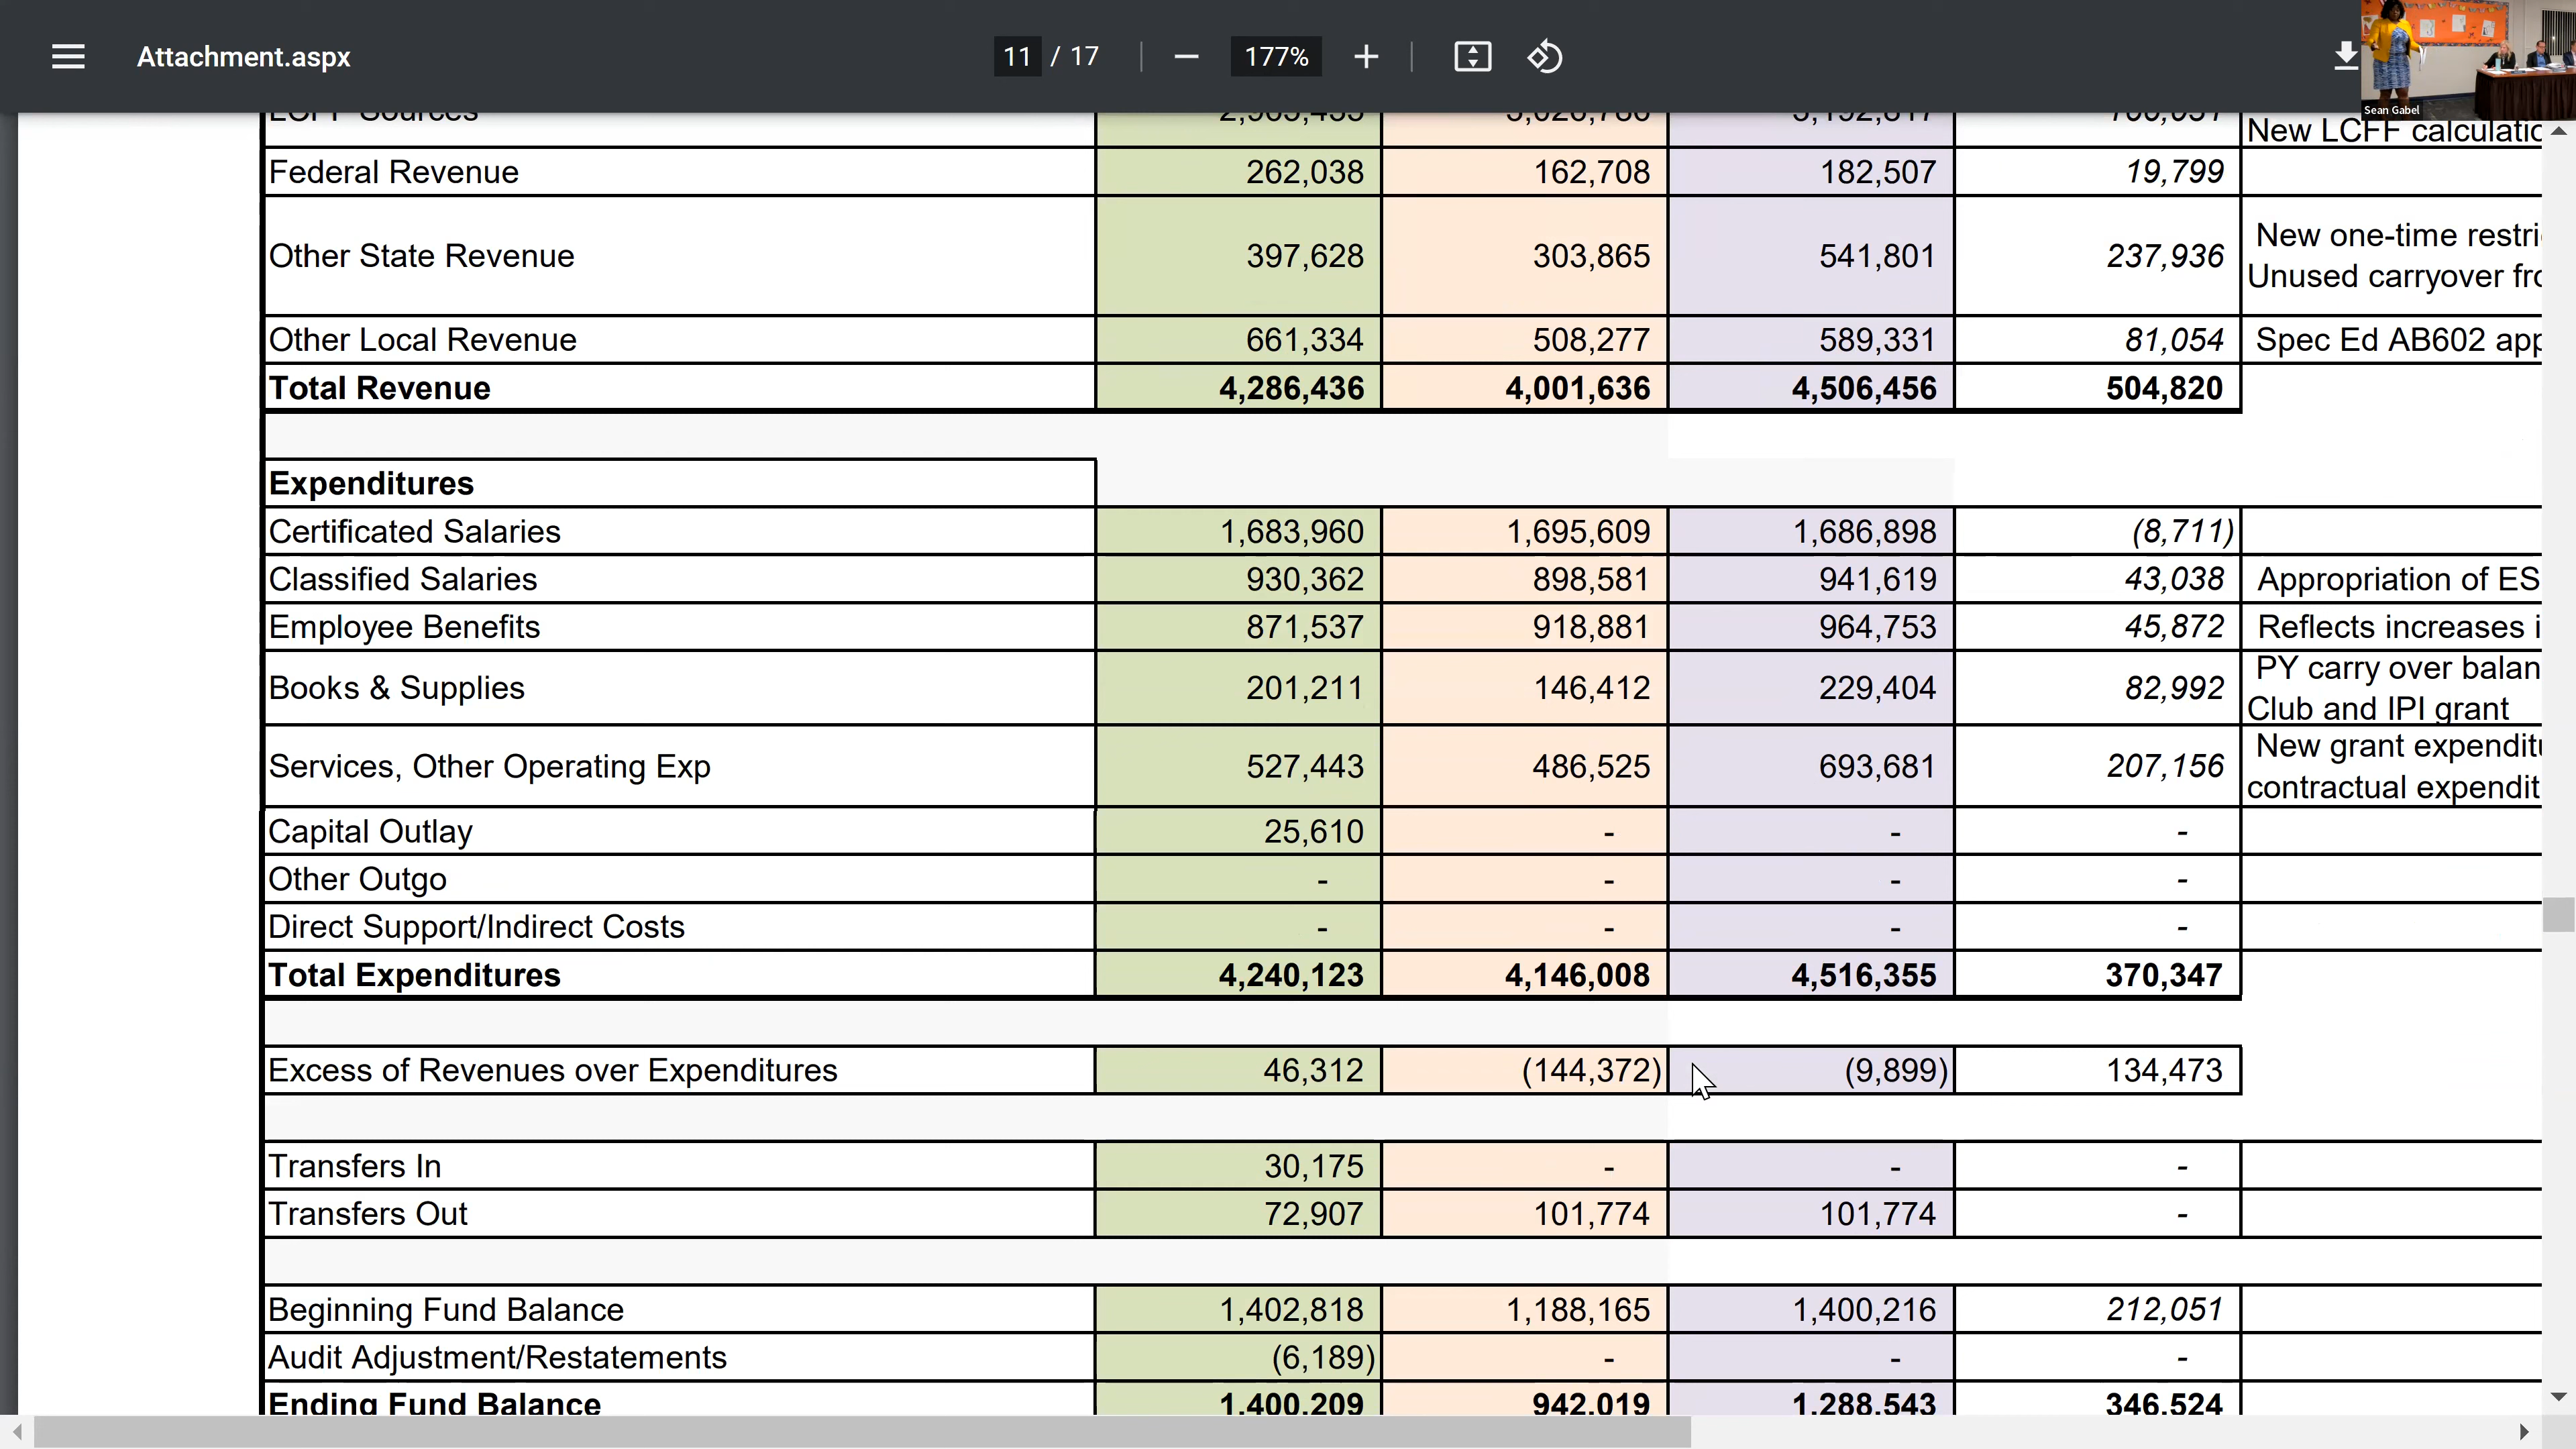 Attachment.aspx 11 / 17 177%
Sean Gabel
LCFF Sources
New LCFF calculatio
Federal Revenue 262,038 162,708 182,507 19,799
Other State Revenue 397,628 303,865 541,801 237,936 New one-time restri
Unused carryover fro
Other Local Revenue 661,334 508,277 589,331 81,054 Spec Ed AB602 app
Total Revenue 4,286,436 4,001,636 4,506,456 504,820
Expenditures
Certificated Salaries 1,683,960 1,695,609 1,686,898 (8,711)
Classified Salaries 930,362 898,581 941,619 43,038 Appropriation of ES
Employee Benefits 871,537 918,881 964,753 45,872 Reflects increases i
Books & Supplies 201,211 146,412 229,404 82,992 PY carry over balan
Club and IPI grant
Services, Other Operating Exp 527,443 486,525 693,681 207,156 New grant expenditu
contractual expendit
Capital Outlay 25,610 - - -
Other Outgo - - - -
Direct Support/Indirect Costs - - - -
Total Expenditures 4,240,123 4,146,008 4,516,355 370,347
Excess of Revenues over Expenditures 46,312 (144,372) (9,899) 134,473
Transfers In 30,175 - - -
Transfers Out 72,907 101,774 101,774 -
Beginning Fund Balance 1,402,818 1,188,165 1,400,216 212,051
Audit Adjustment/Restatements (6,189) - - -
Ending Fund Balance 1,400,209 942,019 1,288,543 346,524